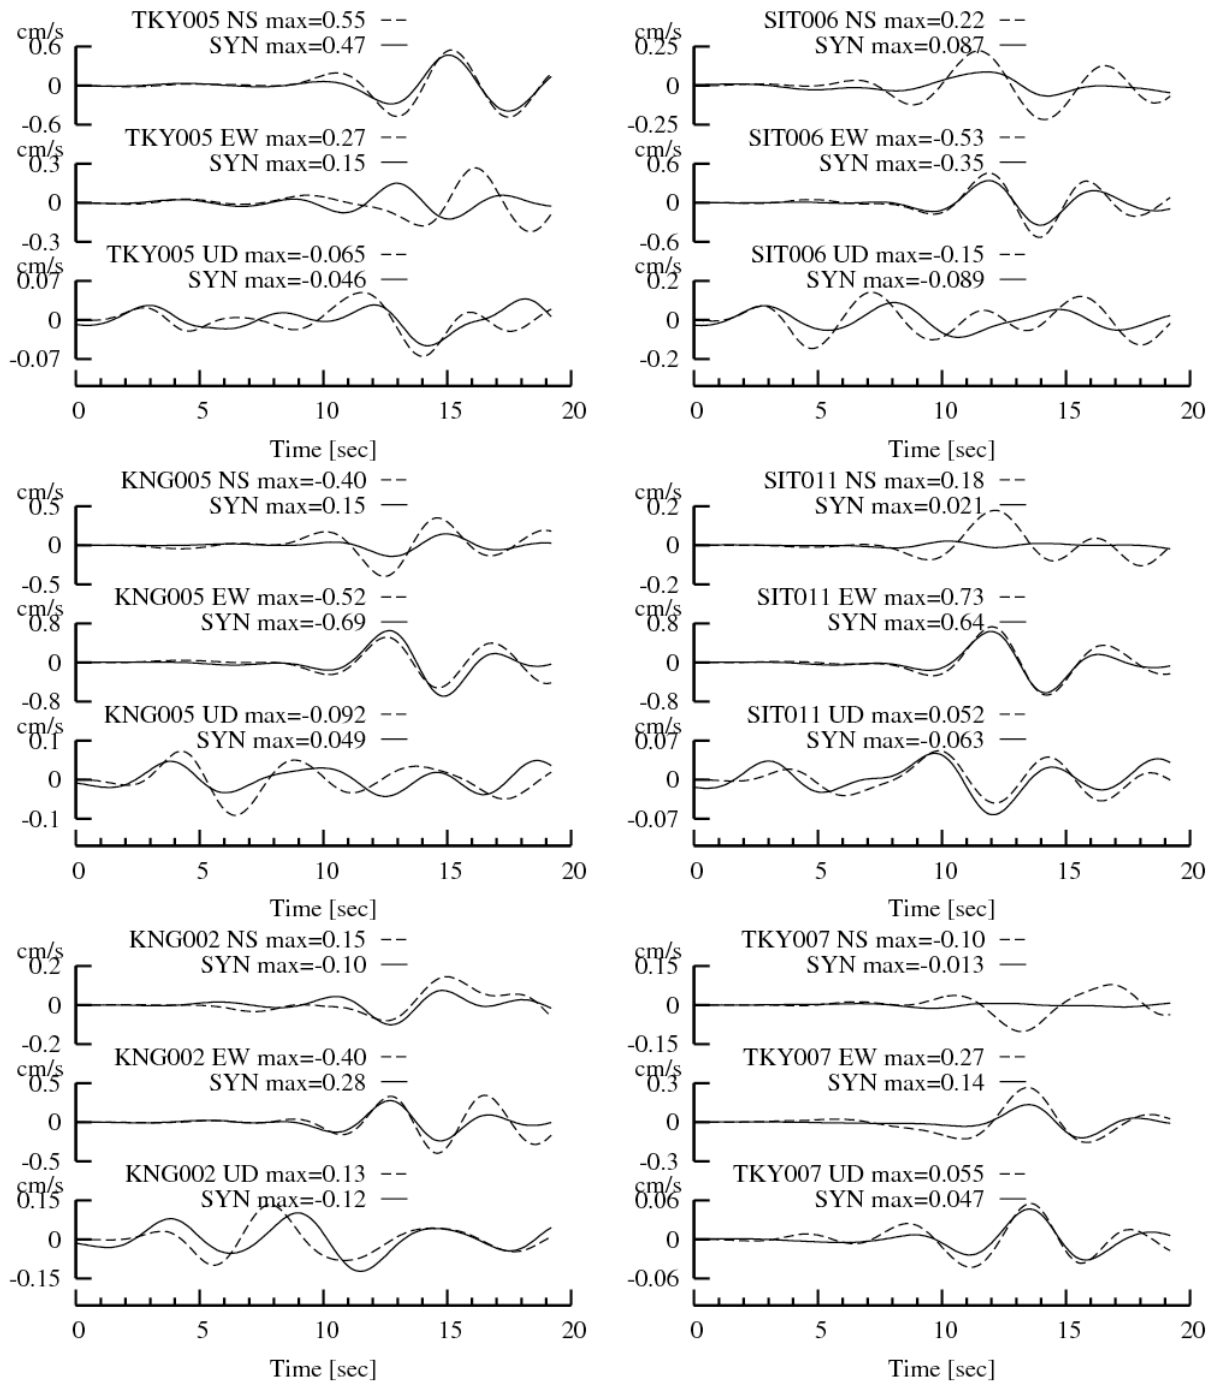 TKY005 NS max=0.55
cm/s
SYN max=0.47
0.6
0
-0.6
TKY005 EW max=0.27
cm/s
SYN max=0.15
0.3
0
-0.3
TKY005 UD max=-0.065
cm/s
SYN max=-0.046
0.07
0
-0.07
0 5 10 15 20
Time [sec]
SIT006 NS max=0.22
cm/s
SYN max=0.087
0.25
0
-0.25
SIT006 EW max=-0.53
cm/s
SYN max=-0.35
0.6
0
-0.6
SIT006 UD max=-0.15
cm/s
SYN max=-0.089
0.2
0
-0.2
0 5 10 15 20
Time [sec]
KNG005 NS max=-0.40
cm/s
SYN max=0.15
0.5
0
-0.5
KNG005 EW max=-0.52
cm/s
SYN max=-0.69
0.8
0
-0.8
KNG005 UD max=-0.092
cm/s
SYN max=0.049
0.1
0
-0.1
0 5 10 15 20
Time [sec]
SIT011 NS max=0.18
cm/s
SYN max=0.021
0.2
0
-0.2
SIT011 EW max=0.73
cm/s
SYN max=0.64
0.8
0
-0.8
SIT011 UD max=0.052
cm/s
SYN max=-0.063
0.07
0
-0.07
0 5 10 15 20
Time [sec]
KNG002 NS max=0.15
cm/s
SYN max=-0.10
0.2
0
-0.2
KNG002 EW max=-0.40
cm/s
SYN max=0.28
0.5
0
-0.5
KNG002 UD max=0.13
cm/s
SYN max=-0.12
0.15
0
-0.15
0 5 10 15 20
Time [sec]
TKY007 NS max=-0.10
cm/s
SYN max=-0.013
0.15
0
-0.15
TKY007 EW max=0.27
cm/s
SYN max=0.14
0.3
0
-0.3
TKY007 UD max=0.055
cm/s
SYN max=0.047
0.06
0
-0.06
0 5 10 15 20
Time [sec]